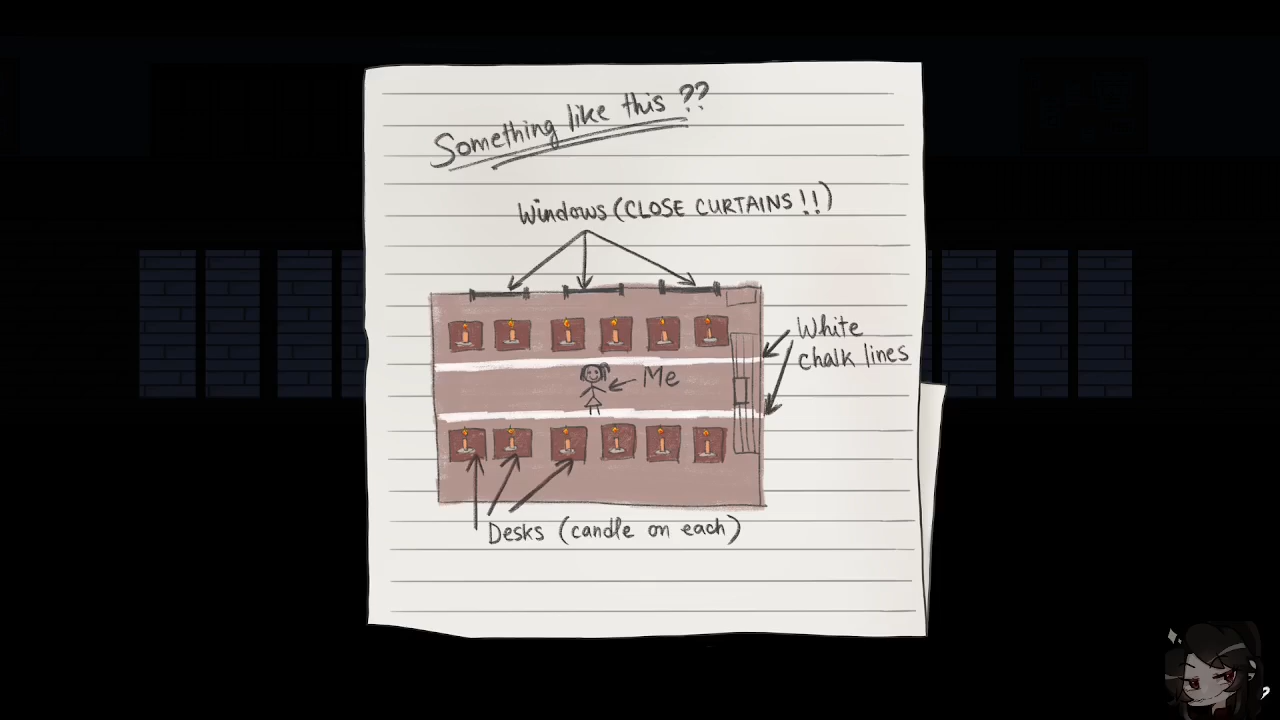 Something like this ??
Windows (CLOSE CURTAINS !!)
White
chalk lines
Me
Desks (candle on each)